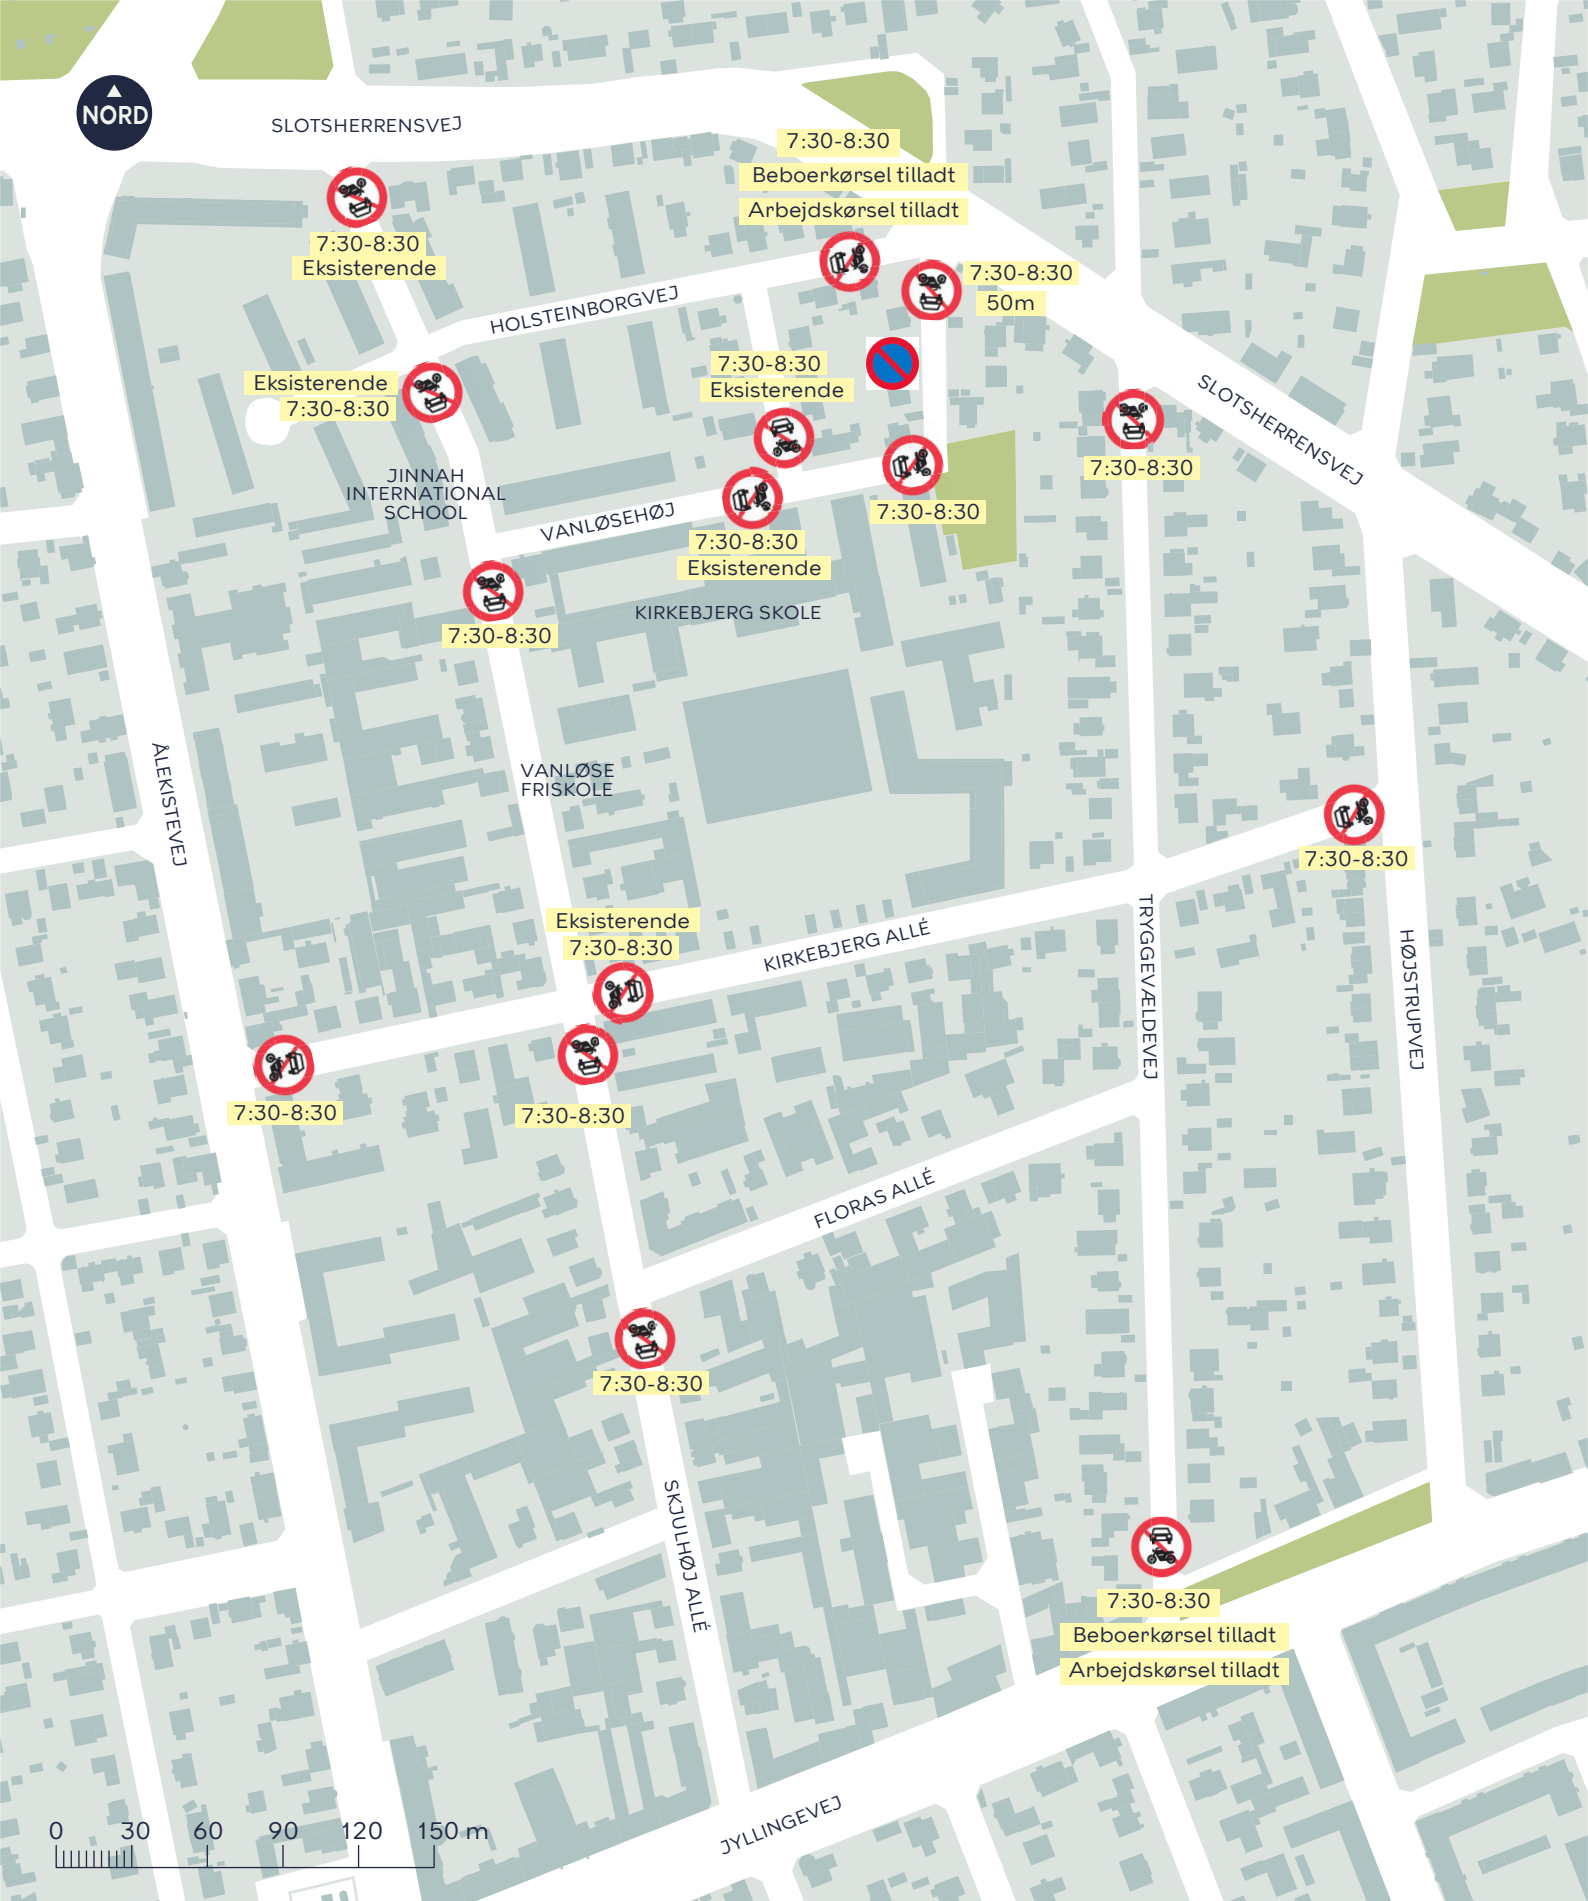 NORD
SLOTSHERRENSVEJ
7:30-8:30
Beboerkørsel tilladt
Arbejdskørsel tilladt
7:30-8:30
Eksisterende
7:30-8:30
50m
HOLSTEINBORGVEJ
7:30-8:30
Eksisterende
Eksisterende
7:30-8:30
SLOTSHERRENSVEJ
7:30-8:30
JINNAH
INTERNATIONAL
SCHOOL
VANLØSEHØJ
7:30-8:30
7:30-8:30
Eksisterende
KIRKEBJERG SKOLE
7:30-8:30
VANLØSE
FRISKOLE
ÅLEKISTEVEJ
7:30-8:30
Eksisterende
7:30-8:30
KIRKEBJERG ALLÉ
TRYGGEVÆLDEVEJ
HØJSTRUPVEJ
7:30-8:30
7:30-8:30
FLORAS ALLÉ
7:30-8:30
SKJULHØJ ALLÉ
7:30-8:30
Beboerkørsel tilladt
Arbejdskørsel tilladt
JYLLINGEVEJ
0 30 60 90 120 150 m